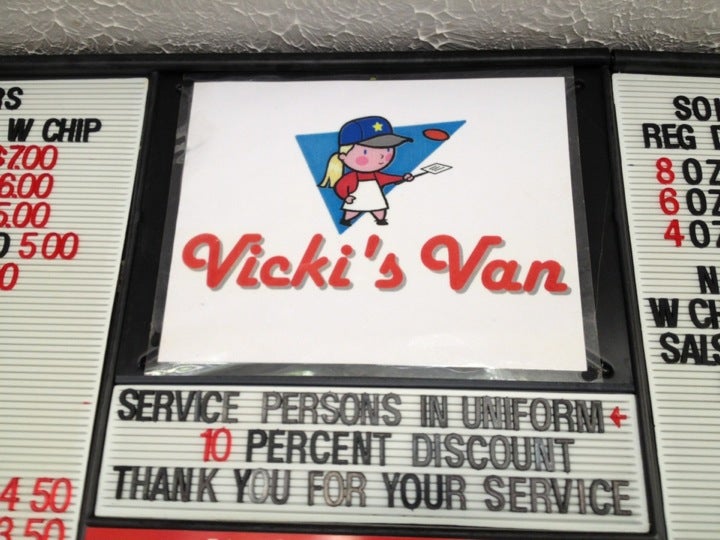 RS
W CHIP
$7.00
6.00
5.00
5 00
0
4 50
3 50
Vicki's Van
SERVICE PERSONS IN UNIFORM
10 PERCENT DISCOUNT
THANK YOU FOR YOUR SERVICE
REG
8 OZ
6 OZ
4 OZ
N
W CH
SALS